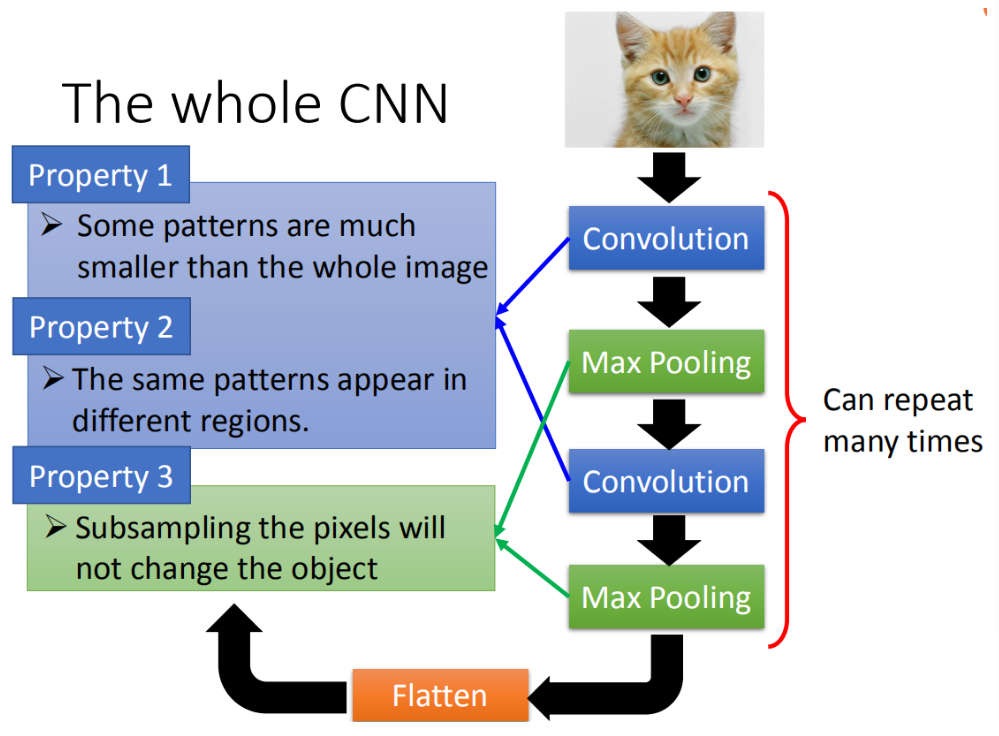 The whole CNN
Property 1
➢ Some patterns are much
smaller than the whole image
Property 2
➢ The same patterns appear in
different regions.
Property 3
➢ Subsampling the pixels will
not change the object
Convolution
Max Pooling
Convolution
Max Pooling
Can repeat
many times
Flatten